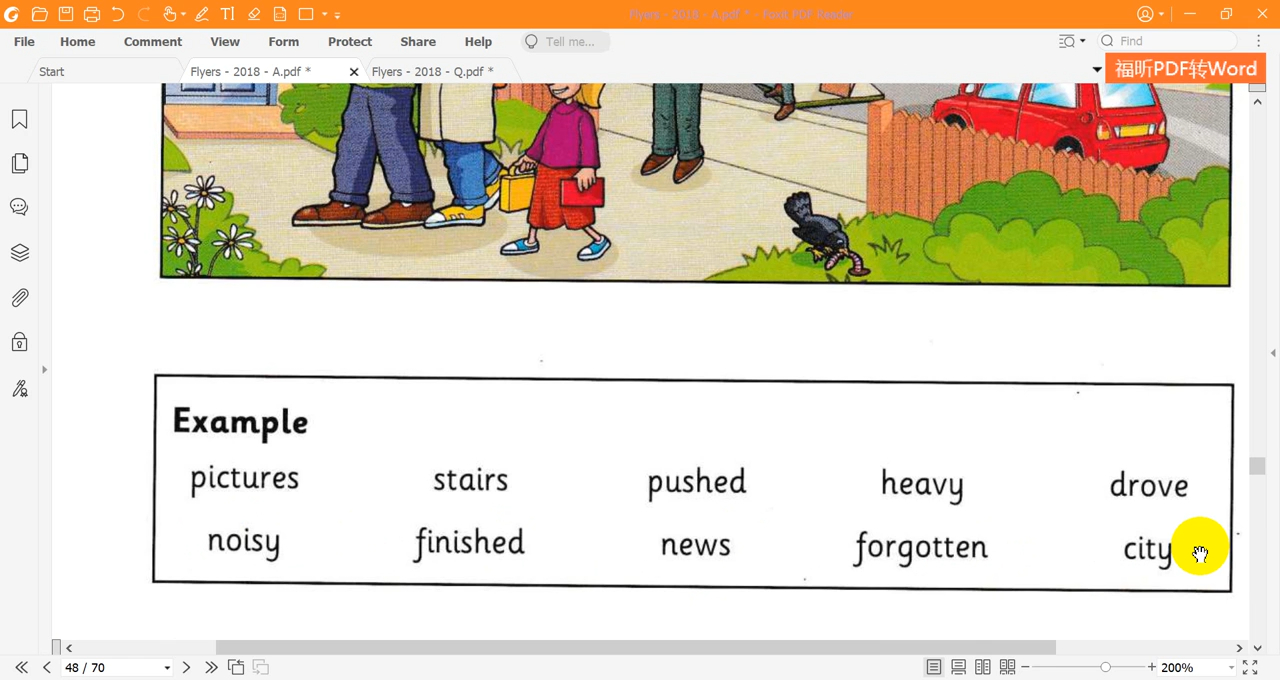 Flyers - 2018 - A.pdf * - Foxit PDF Reader
File Home Comment View Form Protect Share Help Tell me... Find
Start Flyers - 2018 - A.pdf * Flyers - 2018 - Q.pdf * 福昕PDF转Word
Example
pictures stairs pushed heavy drove
noisy finished news forgotten city
48 / 70 200%